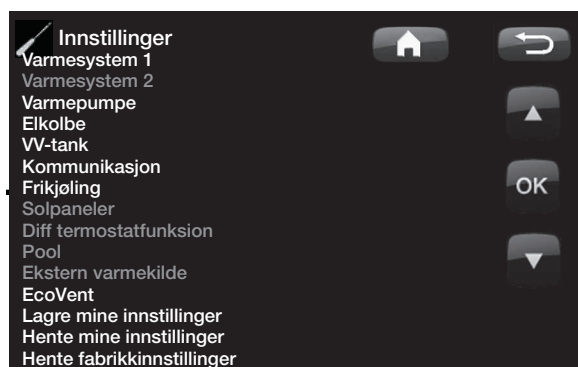 Innstillinger
Varmesystem 1
Varmesystem 2
Varmepumpe
Elkolbe
VV-tank
Kommunikasjon
Frikjøling
OK
Solpaneler
Diff termostatfunksion
Pool
Ekstern varmekilde
EcoVent
Lagre mine innstillinger
Hente mine innstillinger
Hente fabrikkinnstillinger